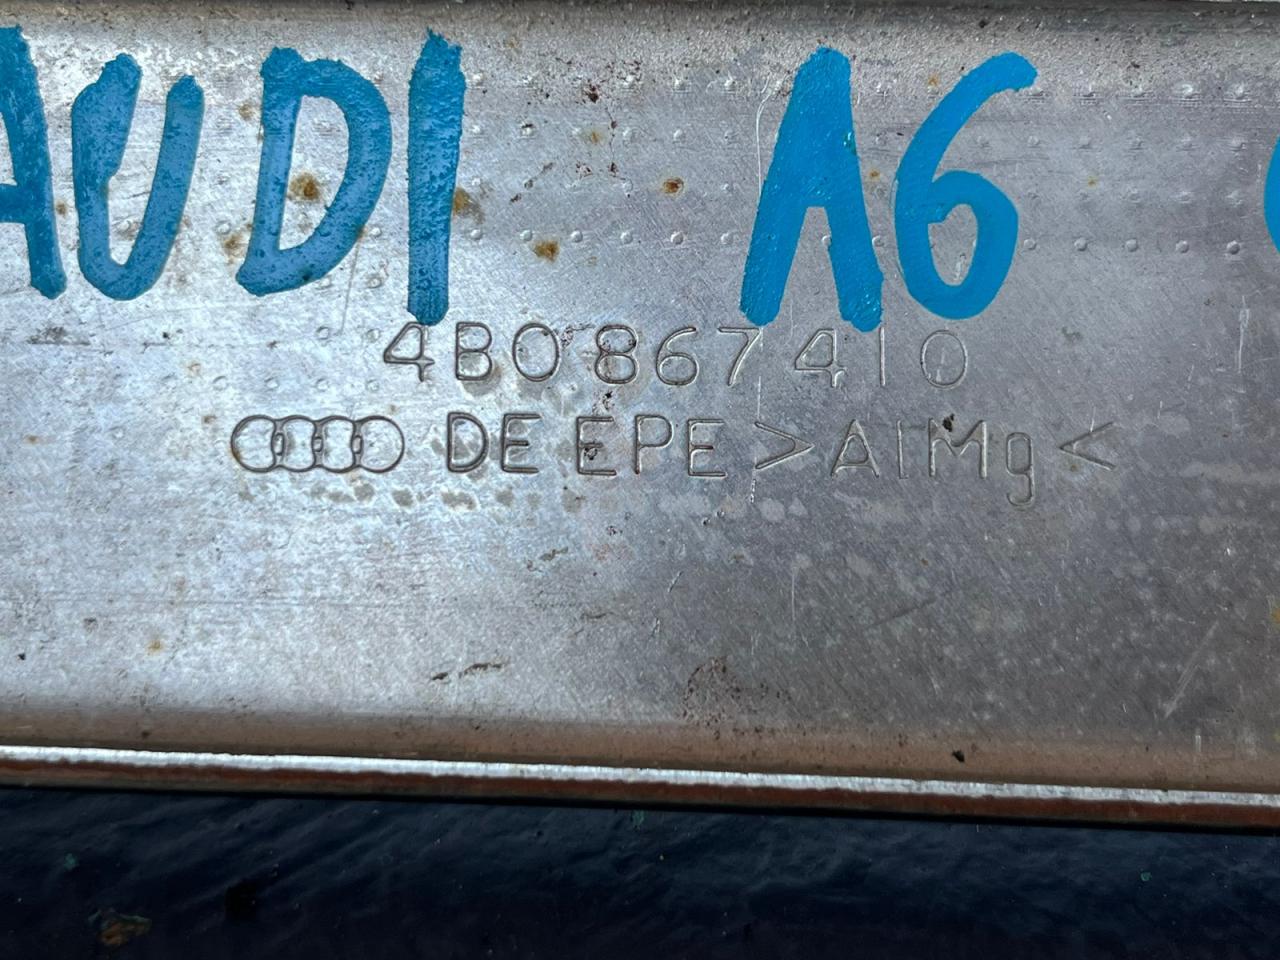 AUDI A6
4B0 867 410
DE EPE >AlMg<